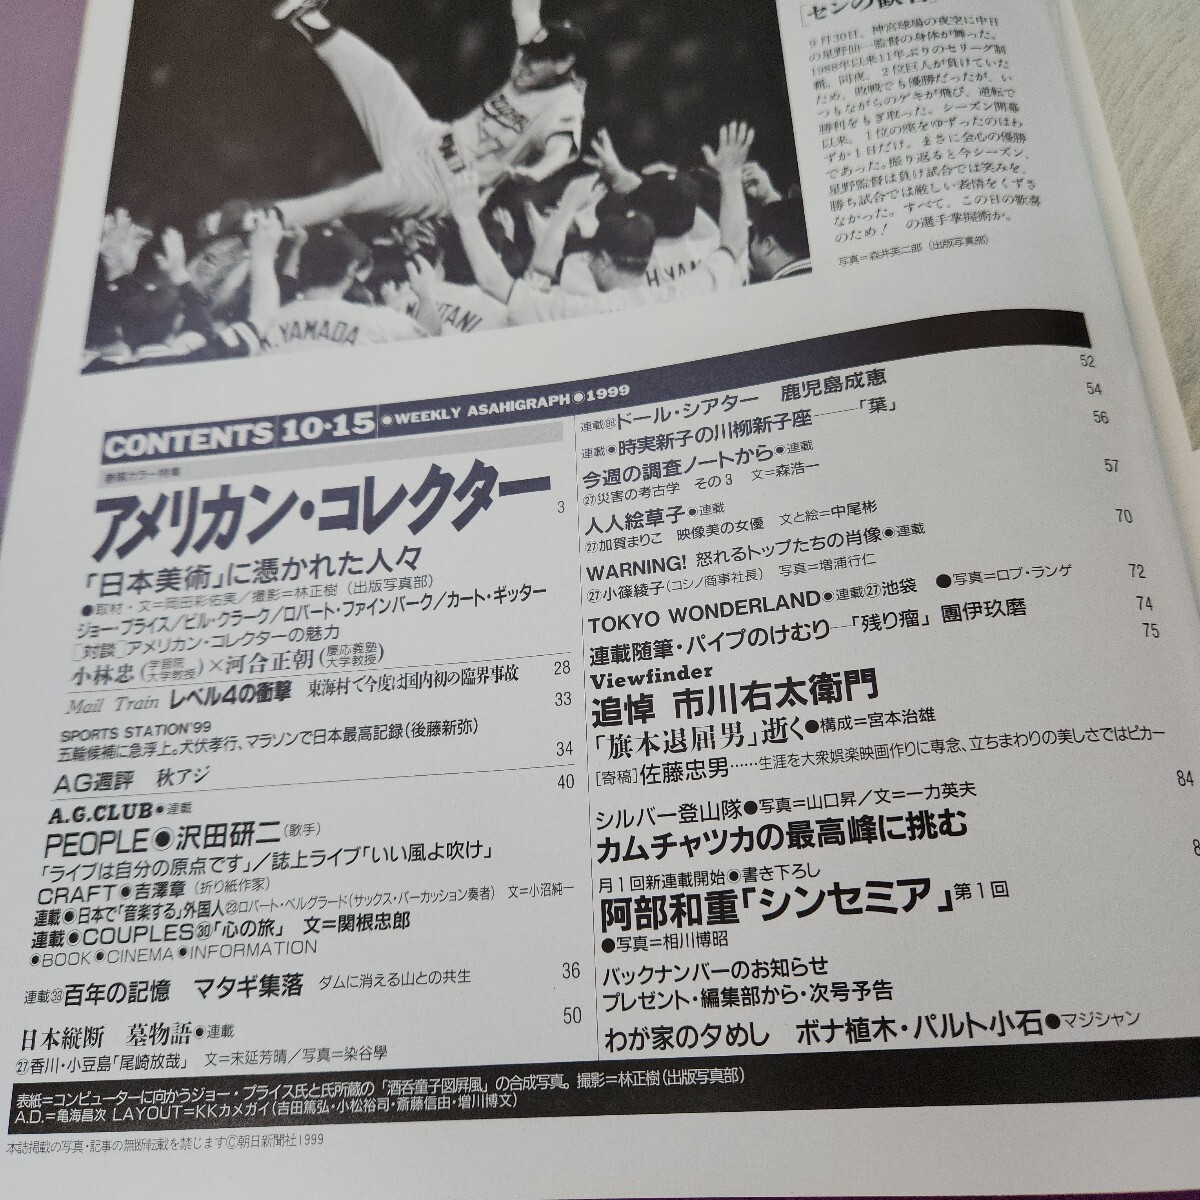 9月30日、神宮球場の夜空に中日
の星野仙一監督の身体が舞った。
1988年以来11年ぶりのセリーグ制
覇。同夜、2位巨人が負けていた
ため、敗戦でも優勝だったが、い
つもながらのゲキが飛び、逆転で
勝利をもぎ取った。シーズン開幕
以来、1位の座をゆずったのはわ
ずか1日だけ。まさに会心の優勝
であった。振り返ると今シーズン、
星野監督は負け試合では笑みを、
勝ち試合では厳しい表情をくずさ
なかった。すべて、この日の歓喜
のため! の選手掌握術か。
写真=森井英二郎(出版写真部)
K.YAMADA
TANI
H.YAN
CONTENTS 10・15 ●WEEKLY ASAHIGRAPH◉1999
巻頭カラー特集
アメリカン・コレクター 3
「日本美術」に憑かれた人々
●取材・文=岡田彩佑実/撮影=林正樹(出版写真部)
ジョー・プライス/ビル・クラーク/ロバート・ファインバーク/カート・ギッター
[対談]アメリカン・コレクターの魅力
小林忠(学習院大学教授)×河合正朝(慶応義塾大学教授)
Mail Train レベル4の衝撃 東海村で今度は国内初の臨界事故 28
SPORTS STATION'99 33
五輪候補に急浮上。犬伏孝行、マラソンで日本最高記録(後藤新弥)
AG週評 秋アジ 34
A.G.CLUB●連載 40
PEOPLE◉沢田研二(歌手)
「ライブは自分の原点です」/誌上ライブ「いい風よ吹け」
CRAFT●吉澤章(折り紙作家)
連載◉日本で「音楽する」外国人㉓ロバート・ベルグラード(サックス・パーカッション奏者) 文=小沼純一
連載◉COUPLES㉚「心の旅」 文=関根忠郎
●BOOK●CINEMA●INFORMATION
連載㊳百年の記憶 マタギ集落 ダムに消える山との共生 36
日本縦断 墓物語●連載 50
㉗香川・小豆島「尾崎放哉」 文=末延芳晴/写真=染谷學
ドール・シアター 鹿児島成恵 52
連載●時実新子の川柳新子座――「葉」 54
今週の調査ノートから●連載 56
㉗災害の考古学 その3 文=森浩一
人人絵草子●連載 57
㉗加賀まりこ 映像美の女優 文と絵=中尾彬
WARNING! 怒れるトップたちの肖像●連載 70
㉗小篠綾子(コシノ商事社長) 写真=増浦行仁
TOKYO WONDERLAND●連載㉗池袋 ●写真=ロブ・ランゲ 72
連載随筆・パイプのけむり―「残り瘤」團伊玖磨 74
Viewfinder 75
追悼 市川右太衛門
「旗本退屈男」逝く●構成=宮本治雄
[寄稿]佐藤忠男……生涯を大衆娯楽映画作りに専念、立ちまわりの美しさではピカ一
シルバー登山隊●写真=山口昇/文=一力英夫 84
カムチャツカの最高峰に挑む
月1回新連載開始◉書き下ろし
阿部和重「シンセミア」第1回
●写真=相川博昭
バックナンバーのお知らせ
プレゼント・編集部から・次号予告
わが家の夕めし ボナ植木・パルト小石●マジシャン
表紙=コンピューターに向かうジョー・プライス氏と氏所蔵の「酒呑童子図屏風」の合成写真。撮影=林正樹(出版写真部)
A.D.=亀海昌次 LAYOUT=KKカメガイ(吉田篤弘・小松裕司・斎藤信由・増川博文)
本誌掲載の写真・記事の無断転載を禁じますⒸ朝日新聞社1999